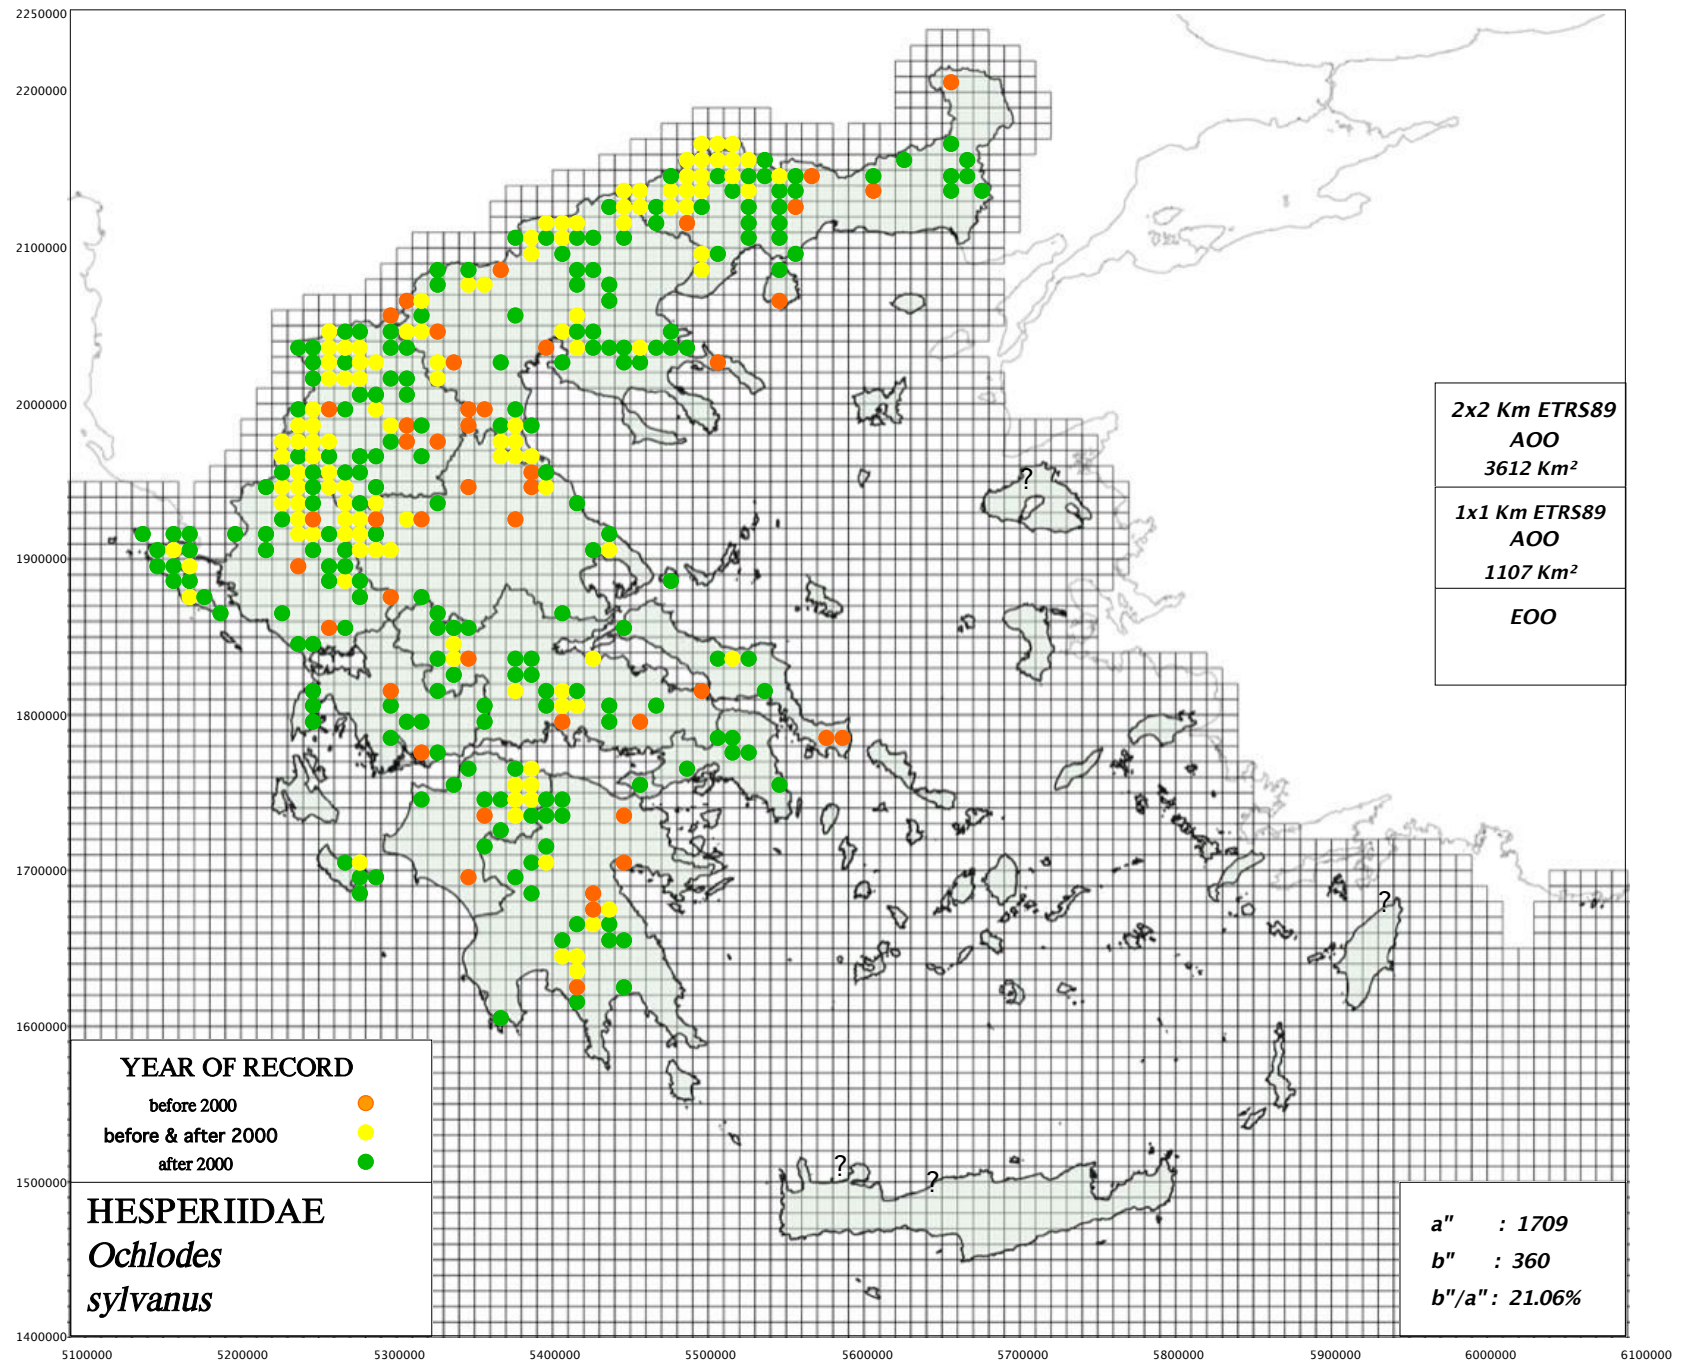 2250000
2200000
2100000
2000000
1900000
1800000
1700000
1600000
1500000
1400000
5100000 5200000 5300000 5400000 5500000 5600000 5700000 5800000 5900000 6000000 6100000
?
?
?
?
2x2 Km ETRS89
AOO
3612 Km²
1x1 Km ETRS89
AOO
1107 Km²
EOO
YEAR OF RECORD
before 2000
before & after 2000
after 2000
HESPERIIDAE
Ochlodes
sylvanus
a" : 1709
b" : 360
b"/a" : 21.06%